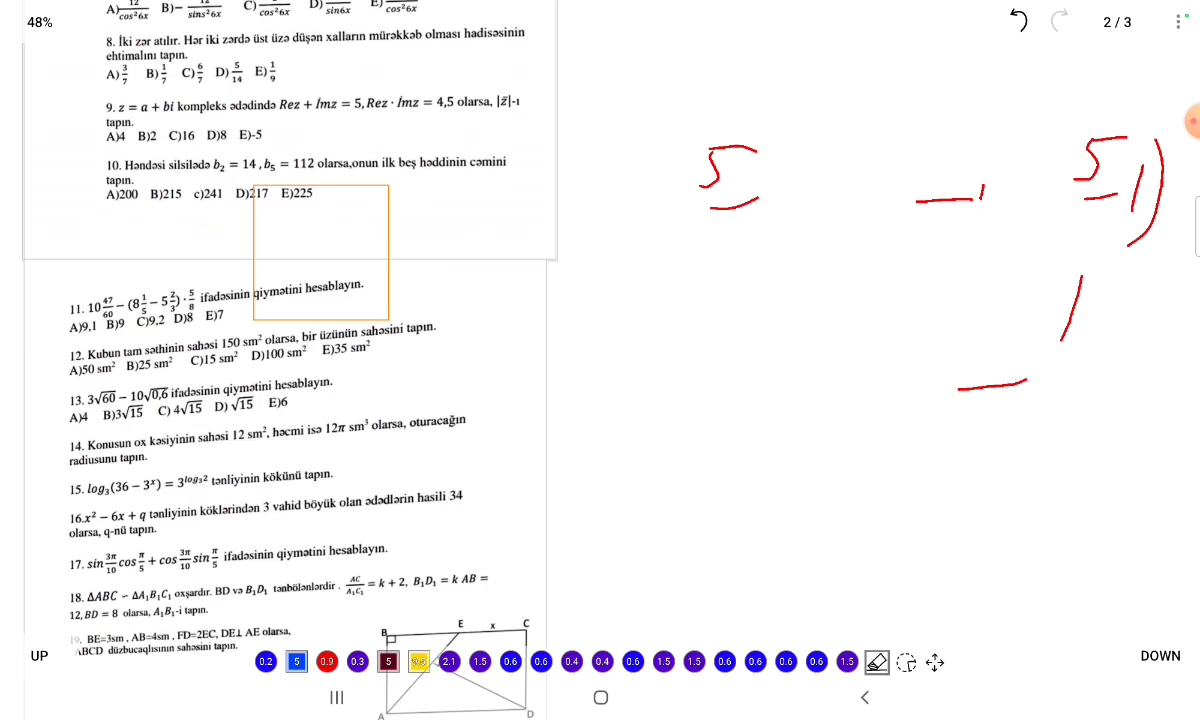 48%
2 / 3
A) 12/cos²6x B)− 12/sins²6x C) /cos²6x D) /sin6x E) /cos²6x
8. İki zər atılır. Hər iki zərdə üst üzə düşən xalların mürəkkəb olması hadisəsinin
ehtimalını tapın.
A) 3/7 B) 1/7 C) 6/7 D) 5/14 E) 1/9
9. z = a + bi kompleks ədədində Rez + İmz = 5, Rez · İmz = 4,5 olarsa, |z̄|-ı
tapın.
A)4 B)2 C)16 D)8 E)-5
10. Həndəsi silsilədə b₂ = 14 , b₅ = 112 olarsa,onun ilk beş həddinin cəmini
tapın.
A)200 B)215 c)241 D)217 E)225
11. 10 47/60 − (8 1/5 − 5 2/3) · 5/8 ifadəsinin qiymətini hesablayın.
A)9,1 B)9 C)9,2 D)8 E)7
12. Kubun tam səthinin sahəsi 150 sm² olarsa, bir üzünün sahəsini tapın.
A)50 sm² B)25 sm² C)15 sm² D)100 sm² E)35 sm²
13. 3√60 − 10√0,6 ifadəsinin qiymətini hesablayın.
A)4 B)3√15 C) 4√15 D) √15 E)6
14. Konusun ox kəsiyinin sahəsi 12 sm², həcmi isə 12π sm³ olarsa, oturacağın
radiusunu tapın.
15. log₃(36 − 3ˣ) = 3^log₃2 tənliyinin kökünü tapın.
16.x² − 6x + q tənliyinin köklərindən 3 vahid böyük olan ədədlərin hasili 34
olarsa, q-nü tapın.
17. sin 3π/10 cos π/5 + cos 3π/10 sin π/5 ifadəsinin qiymətini hesablayın.
18. ΔABC ∽ ΔA₁B₁C₁ oxşardır. BD və B₁D₁ tənbölənlərdir . AC/A₁C₁ = k + 2, B₁D₁ = k AB =
12, BD = 8 olarsa, A₁B₁-i tapın.
19. BE=3sm , AB=4sm , FD=2EC, DE⊥ AE olarsa,
ABCD düzbucaqlısının sahəsini tapın.
B E x C
A D
5 5
UP
0.2 5 0.9 0.3 5 2.1 1.5 0.6 0.6 0.4 0.4 0.6 1.5 1.5 0.6 0.6 0.6 0.6 1.5
DOWN